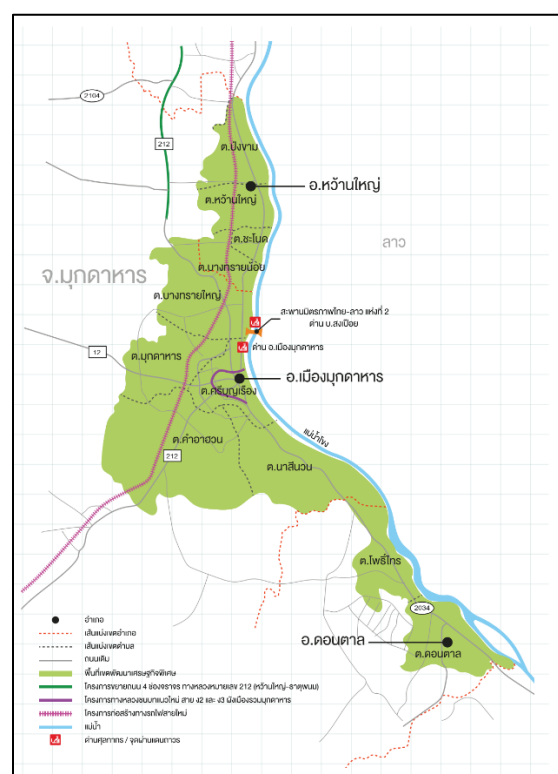 2104
212
ต.ป่งขาม
อ.หว้านใหญ่
ต.หว้านใหญ่
ต.ชะโนด
ลาว
ต.บางทรายน้อย
จ.มุกดาหาร
ต.บางทรายใหญ่
สะพานมิตรภาพไทย-ลาว แห่งที่ 2
ด่าน บ.สงเปือย
ด่าน อ.เมืองมุกดาหาร
12
ต.มุกดาหาร
อ.เมืองมุกดาหาร
ต.ศรีบุญเรือง
แม่น้ำโขง
ต.คำอาฮวน
212
ต.นาสีนวน
ต.โพธิ์ไทร
2034
อ.ดอนตาล
ต.ดอนตาล
อำเภอ
เส้นแบ่งเขตอำเภอ
เส้นแบ่งเขตตำบล
ถนนเดิม
พื้นที่เขตพัฒนาเศรษฐกิจพิเศษ
โครงการขยายถนน 4 ช่องจราจร ทางหลวงหมายเลข 212 (หว้านใหญ่-ธาตุพนม)
โครงการทางหลวงชนบทแนวใหม่ สาย ง2 และ ง3 ผังเมืองรวมมุกดาหาร
โครงการก่อสร้างทางรถไฟสายใหม่
แม่น้ำ
ด่านศุลกากร / จุดผ่านแดนถาวร